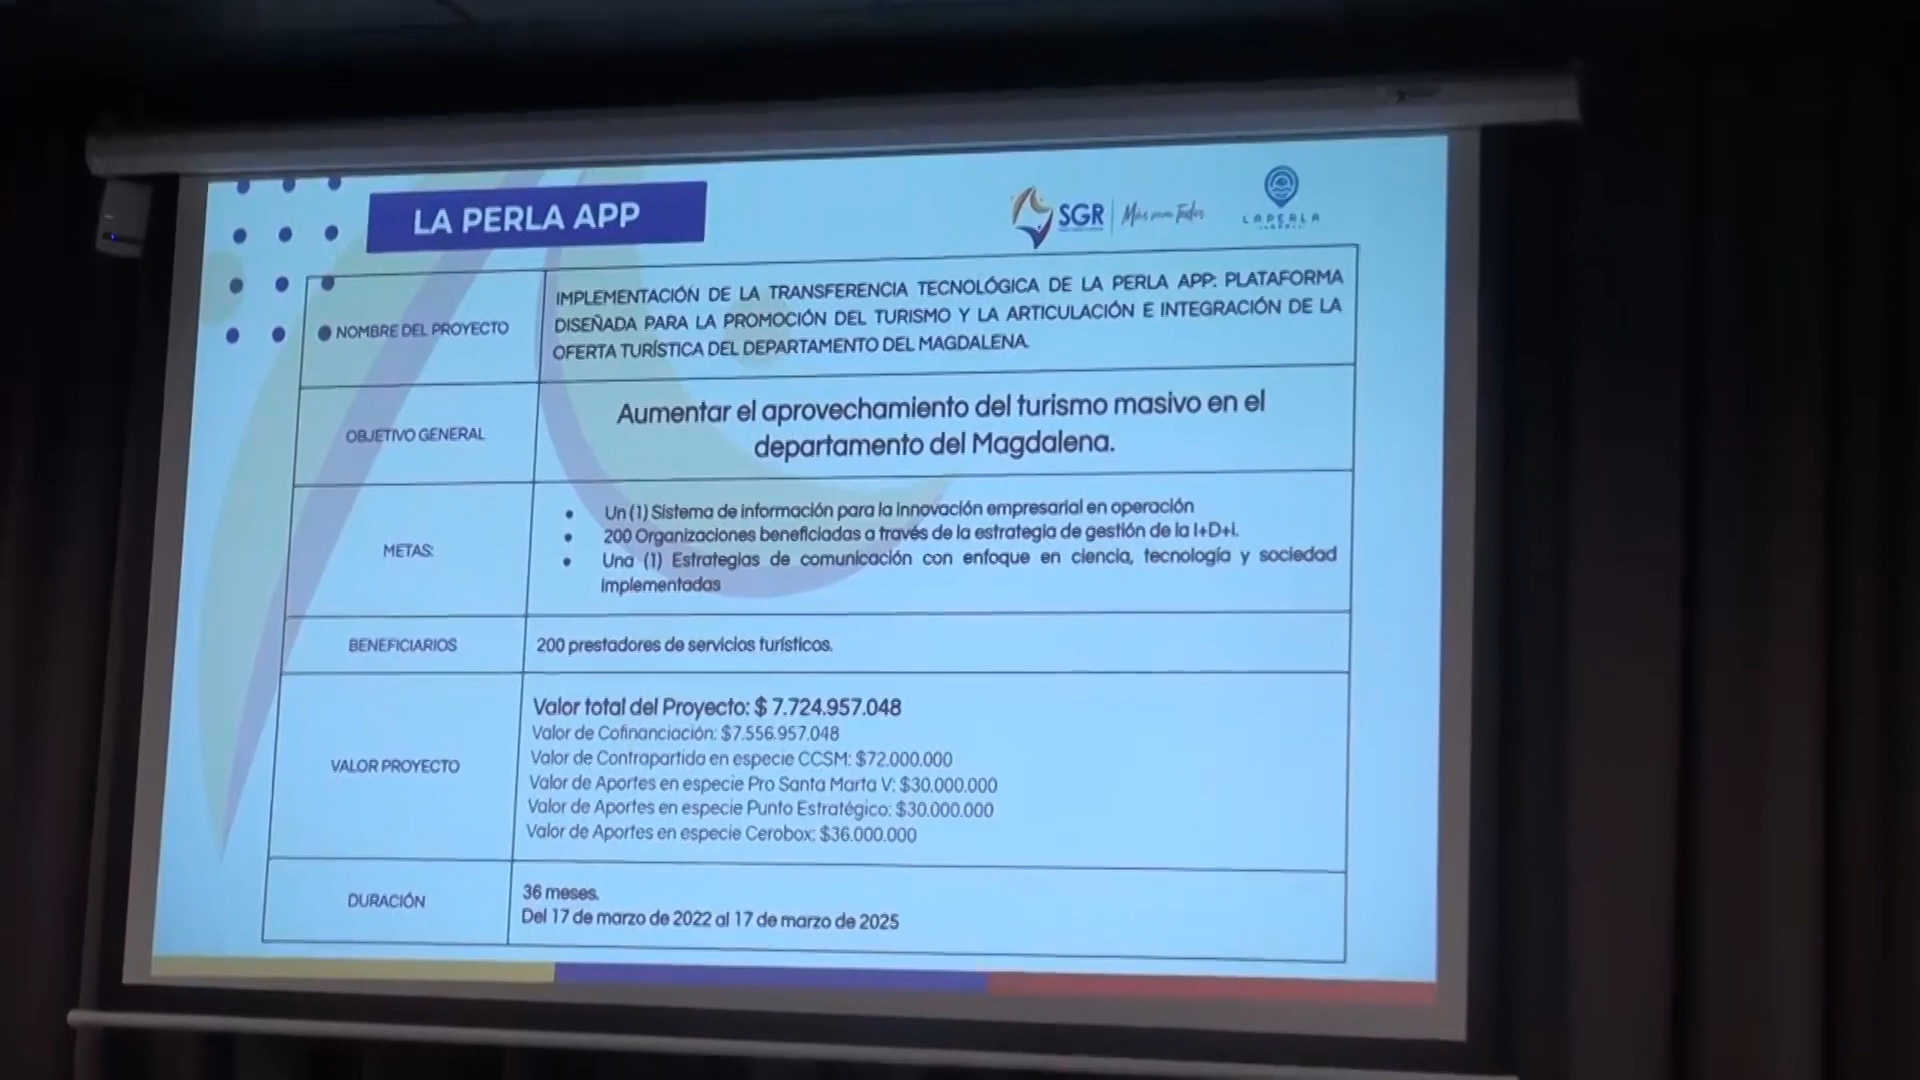 LA PERLA APP
SGR
Más para Todos
LAPERLA
NOMBRE DEL PROYECTO
IMPLEMENTACIÓN DE LA TRANSFERENCIA TECNOLÓGICA DE LA PERLA APP: PLATAFORMA
DISEÑADA PARA LA PROMOCIÓN DEL TURISMO Y LA ARTICULACIÓN E INTEGRACIÓN DE LA
OFERTA TURÍSTICA DEL DEPARTAMENTO DEL MAGDALENA.
OBJETIVO GENERAL
Aumentar el aprovechamiento del turismo masivo en el
departamento del Magdalena.
METAS:
• Un (1) Sistema de información para la innovación empresarial en operación
• 200 Organizaciones beneficiadas a través de la estrategia de gestión de la I+D+i.
• Una (1) Estrategias de comunicación con enfoque en ciencia, tecnología y sociedad
implementadas
BENEFICIARIOS
200 prestadores de servicios turísticos.
VALOR PROYECTO
Valor total del Proyecto: $ 7.724.957.048
Valor de Cofinanciación: $7.556.957.048
Valor de Contrapartida en especie CCSM: $72.000.000
Valor de Aportes en especie Pro Santa Marta V: $30.000.000
Valor de Aportes en especie Punto Estratégico: $30.000.000
Valor de Aportes en especie Cerobox: $36.000.000
DURACIÓN
36 meses.
Del 17 de marzo de 2022 al 17 de marzo de 2025